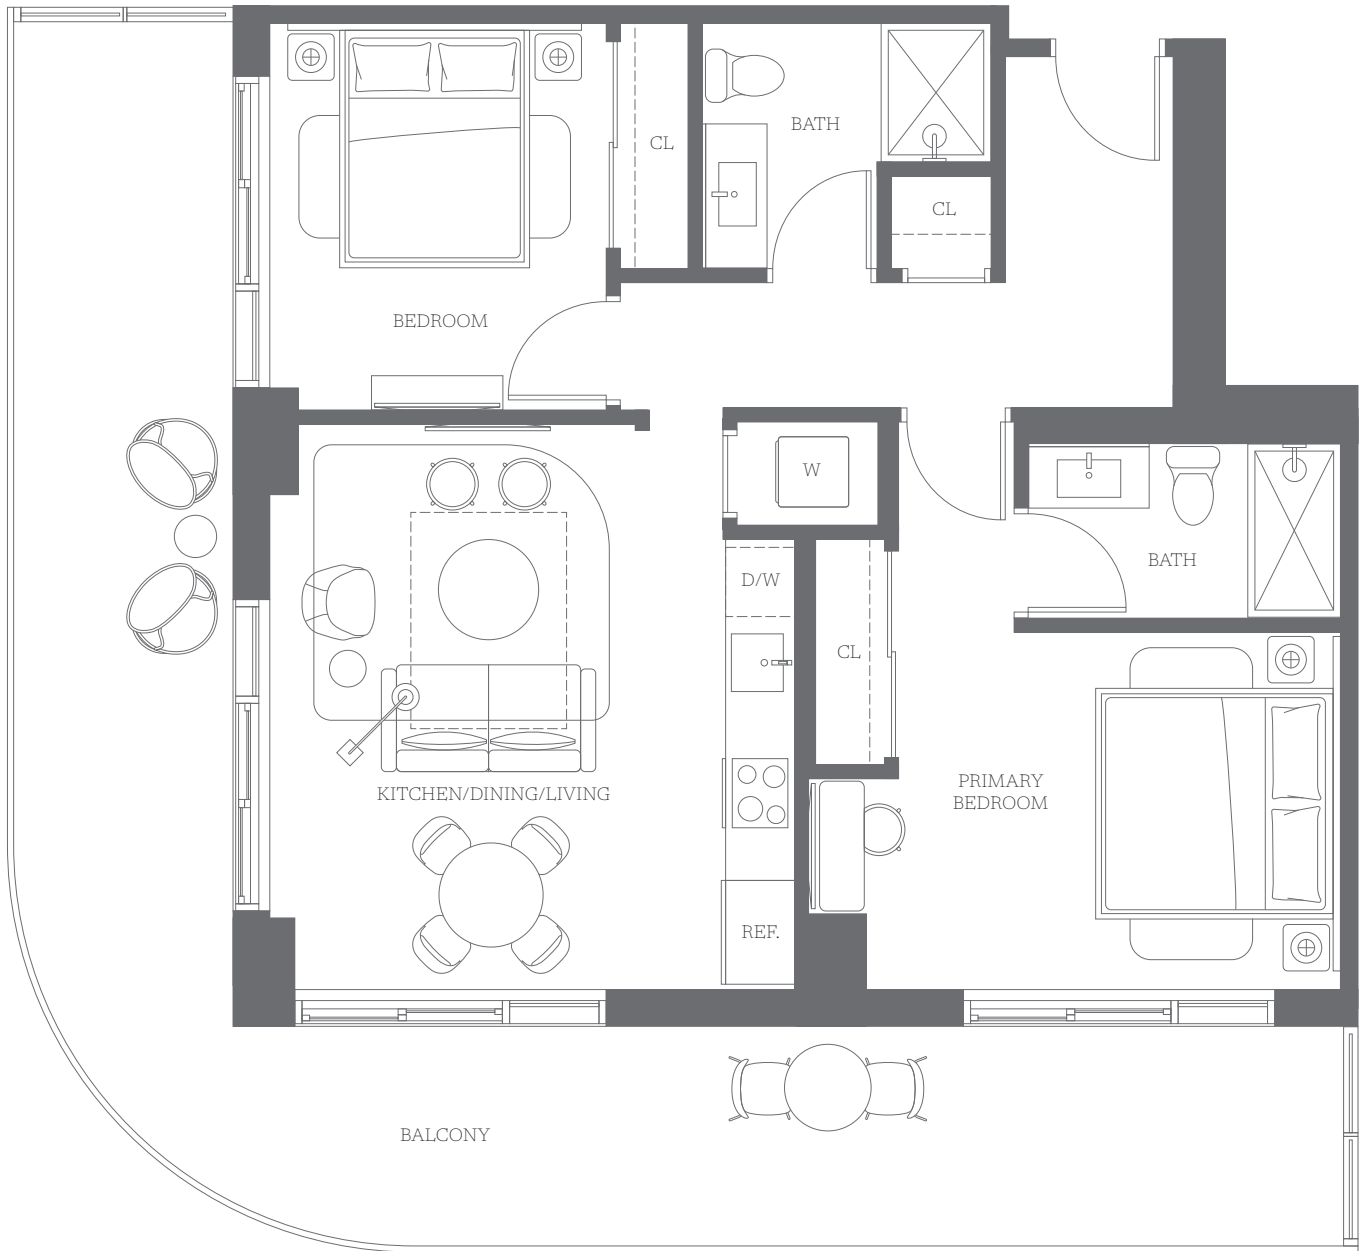 BATH
CL
CL
BEDROOM
W
BATH
D/W
CL
PRIMARY
BEDROOM
KITCHEN/DINING/LIVING
REF.
BALCONY